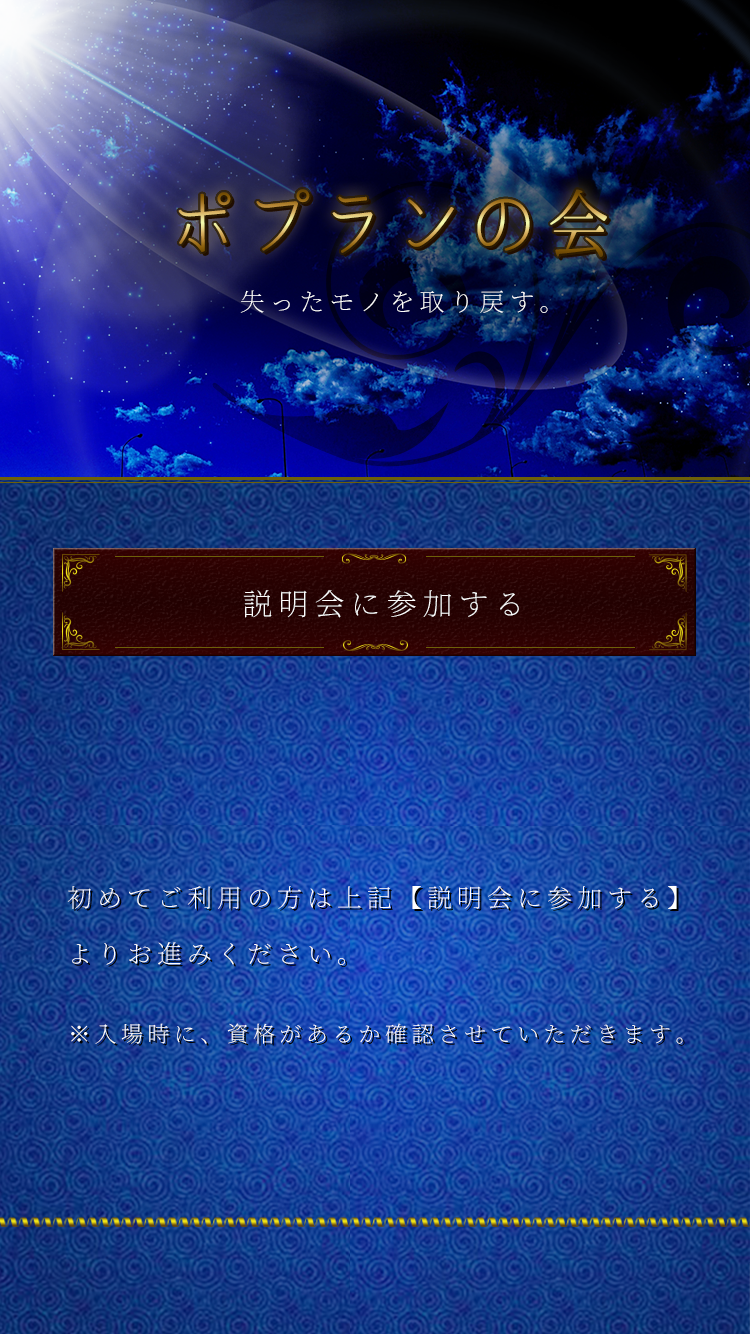 ポプランの会
失ったモノを取り戻す。
説明会に参加する
初めてご利用の方は上記【説明会に参加する】
よりお進みください。
※入場時に、資格があるか確認させていただきます。